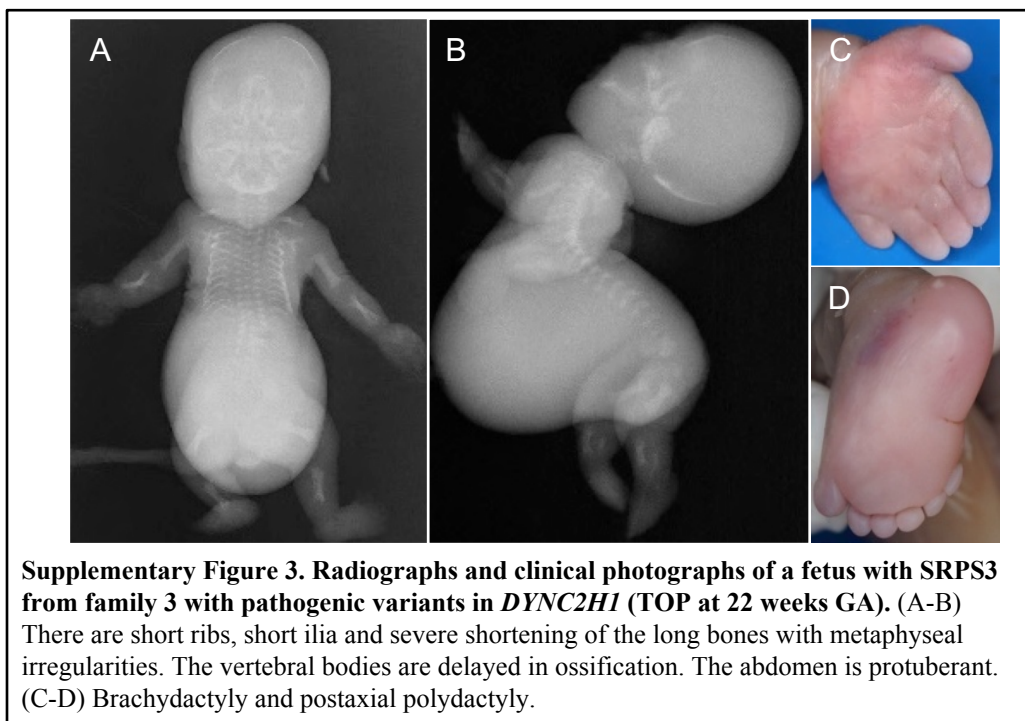 A
B
C
D
Supplementary Figure 3. Radiographs and clinical photographs of a fetus with SRPS3
from family 3 with pathogenic variants in DYNC2H1 (TOP at 22 weeks GA). (A-B)
There are short ribs, short ilia and severe shortening of the long bones with metaphyseal
irregularities. The vertebral bodies are delayed in ossification. The abdomen is protuberant.
(C-D) Brachydactyly and postaxial polydactyly.